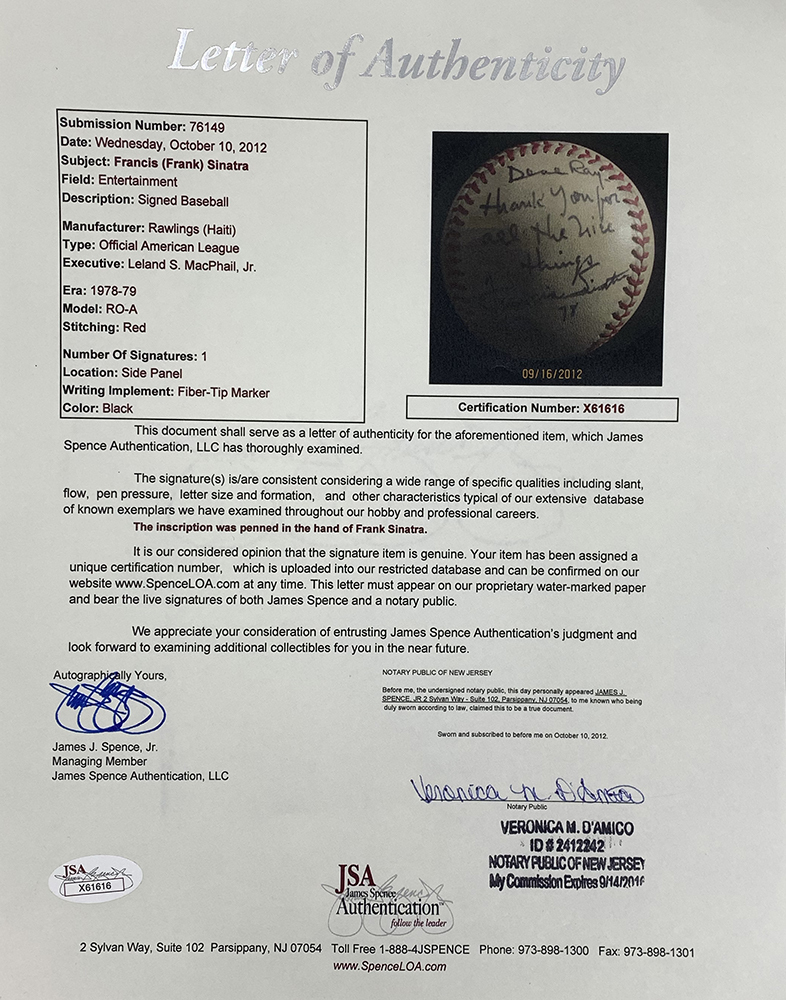 Letter of Authenticity
Submission Number: 76149
Date: Wednesday, October 10, 2012
Subject: Francis (Frank) Sinatra
Field: Entertainment
Description: Signed Baseball
Manufacturer: Rawlings (Haiti)
Type: Official American League
Executive: Leland S. MacPhail, Jr.
Era: 1978-79
Model: RO-A
Stitching: Red
Number Of Signatures: 1
Location: Side Panel
Writing Implement: Fiber-Tip Marker
Color: Black
Dear Ray
thank you for
all the nice
things
Sinatra
78
09/16/2012
Certification Number: X61616
This document shall serve as a letter of authenticity for the aforementioned item, which James
Spence Authentication, LLC has thoroughly examined.
The signature(s) is/are consistent considering a wide range of specific qualities including slant,
flow, pen pressure, letter size and formation, and other characteristics typical of our extensive database
of known exemplars we have examined throughout our hobby and professional careers.
The inscription was penned in the hand of Frank Sinatra.
It is our considered opinion that the signature item is genuine. Your item has been assigned a
unique certification number, which is uploaded into our restricted database and can be confirmed on our
website www.SpenceLOA.com at any time. This letter must appear on our proprietary water-marked paper
and bear the live signatures of both James Spence and a notary public.
We appreciate your consideration of entrusting James Spence Authentication's judgment and
look forward to examining additional collectibles for you in the near future.
Autographically Yours,
James J. Spence, Jr.
Managing Member
James Spence Authentication, LLC
NOTARY PUBLIC OF NEW JERSEY
Before me, the undersigned notary public, this day personally appeared JAMES J.
SPENCE, JR 2 Sylvan Way - Suite 102, Parsippany, NJ 07054, to me known who being
duly sworn according to law, claimed this to be a true document.
Sworn and subscribed to before me on October 10, 2012.
Veronica M. D'Amico
Notary Public
VERONICA M. D'AMICO
ID # 2412242
NOTARY PUBLIC OF NEW JERSEY
My Commission Expires 9/14/2016
JSA
X61616
JSA
James Spence
Authentication
follow the leader
2 Sylvan Way, Suite 102 Parsippany, NJ 07054 Toll Free 1-888-4JSPENCE Phone: 973-898-1300 Fax: 973-898-1301
www.SpenceLOA.com